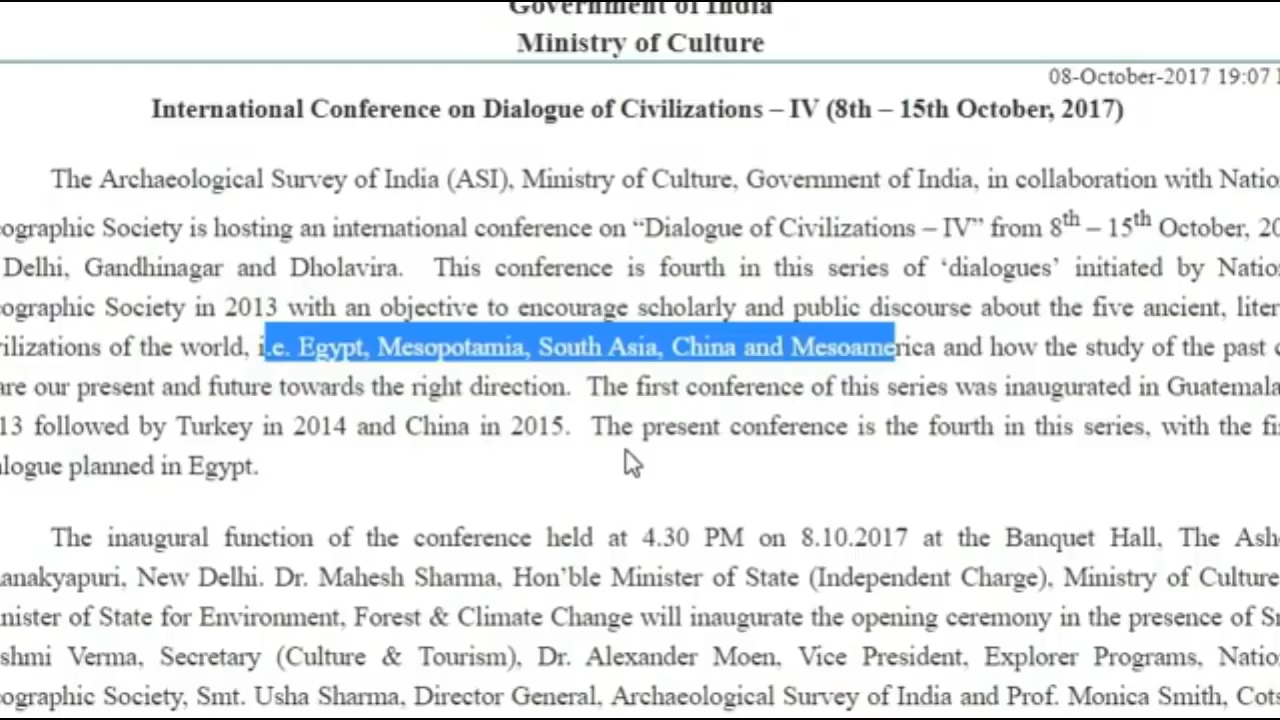 Government of India
Ministry of Culture
08-October-2017 19:07
International Conference on Dialogue of Civilizations – IV (8th – 15th October, 2017)
The Archaeological Survey of India (ASI), Ministry of Culture, Government of India, in collaboration with Nation
ographic Society is hosting an international conference on “Dialogue of Civilizations – IV” from 8th – 15th October, 20
Delhi, Gandhinagar and Dholavira. This conference is fourth in this series of ‘dialogues’ initiated by Nation
ographic Society in 2013 with an objective to encourage scholarly and public discourse about the five ancient, liter
ilizations of the world, i.e. Egypt, Mesopotamia, South Asia, China and Mesoamerica and how the study of the past c
are our present and future towards the right direction. The first conference of this series was inaugurated in Guatemala
13 followed by Turkey in 2014 and China in 2015. The present conference is the fourth in this series, with the fi
logue planned in Egypt.
The inaugural function of the conference held at 4.30 PM on 8.10.2017 at the Banquet Hall, The Ash
anakyapuri, New Delhi. Dr. Mahesh Sharma, Hon’ble Minister of State (Independent Charge), Ministry of Culture
nister of State for Environment, Forest & Climate Change will inaugurate the opening ceremony in the presence of S
shmi Verma, Secretary (Culture & Tourism), Dr. Alexander Moen, Vice President, Explorer Programs, Nation
ographic Society, Smt. Usha Sharma, Director General, Archaeological Survey of India and Prof. Monica Smith, Cots